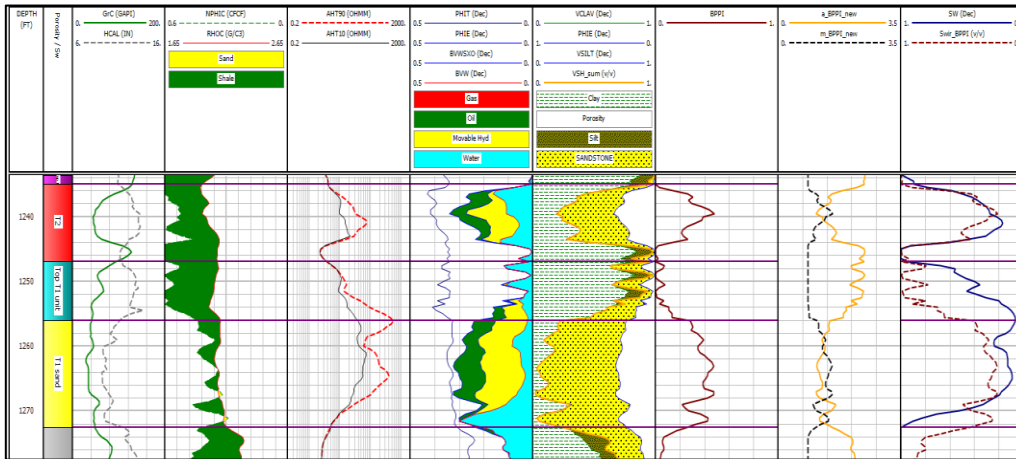 DEPTH
(FT)
Porosity / Sw
GrC (GAPI)
0. 200.
HCAL (IN)
6. 16.
NPHIC (CFCF)
0.6 0.
RHOC (G/C3)
1.65 2.65
Sand
Shale
AHT90 (OHMM)
0.2 2000.
AHT10 (OHMM)
0.2 2000.
PHIT (Dec)
0.5 0.
PHIE (Dec)
0.5 0.
BVWSXO (Dec)
0.5 0.
BVW (Dec)
0.5 0.
Gas
Oil
Movable Hyd
Water
VCLAV (Dec)
0. 1.
PHIE (Dec)
1. 0.
VSILT (Dec)
0. 1.
VSH_sum (v/v)
0. 1.
Clay
Porosity
Silt
SANDSTONE
BPPI
0. 1.
a_BPPI_new
0. 3.5
m_BPPI_new
0. 3.5
SW (Dec)
1. 0.
Swir_BPPI (v/v)
1. 0.
1240
1250
1260
1270
T2
Top T1 unit
T1 sand